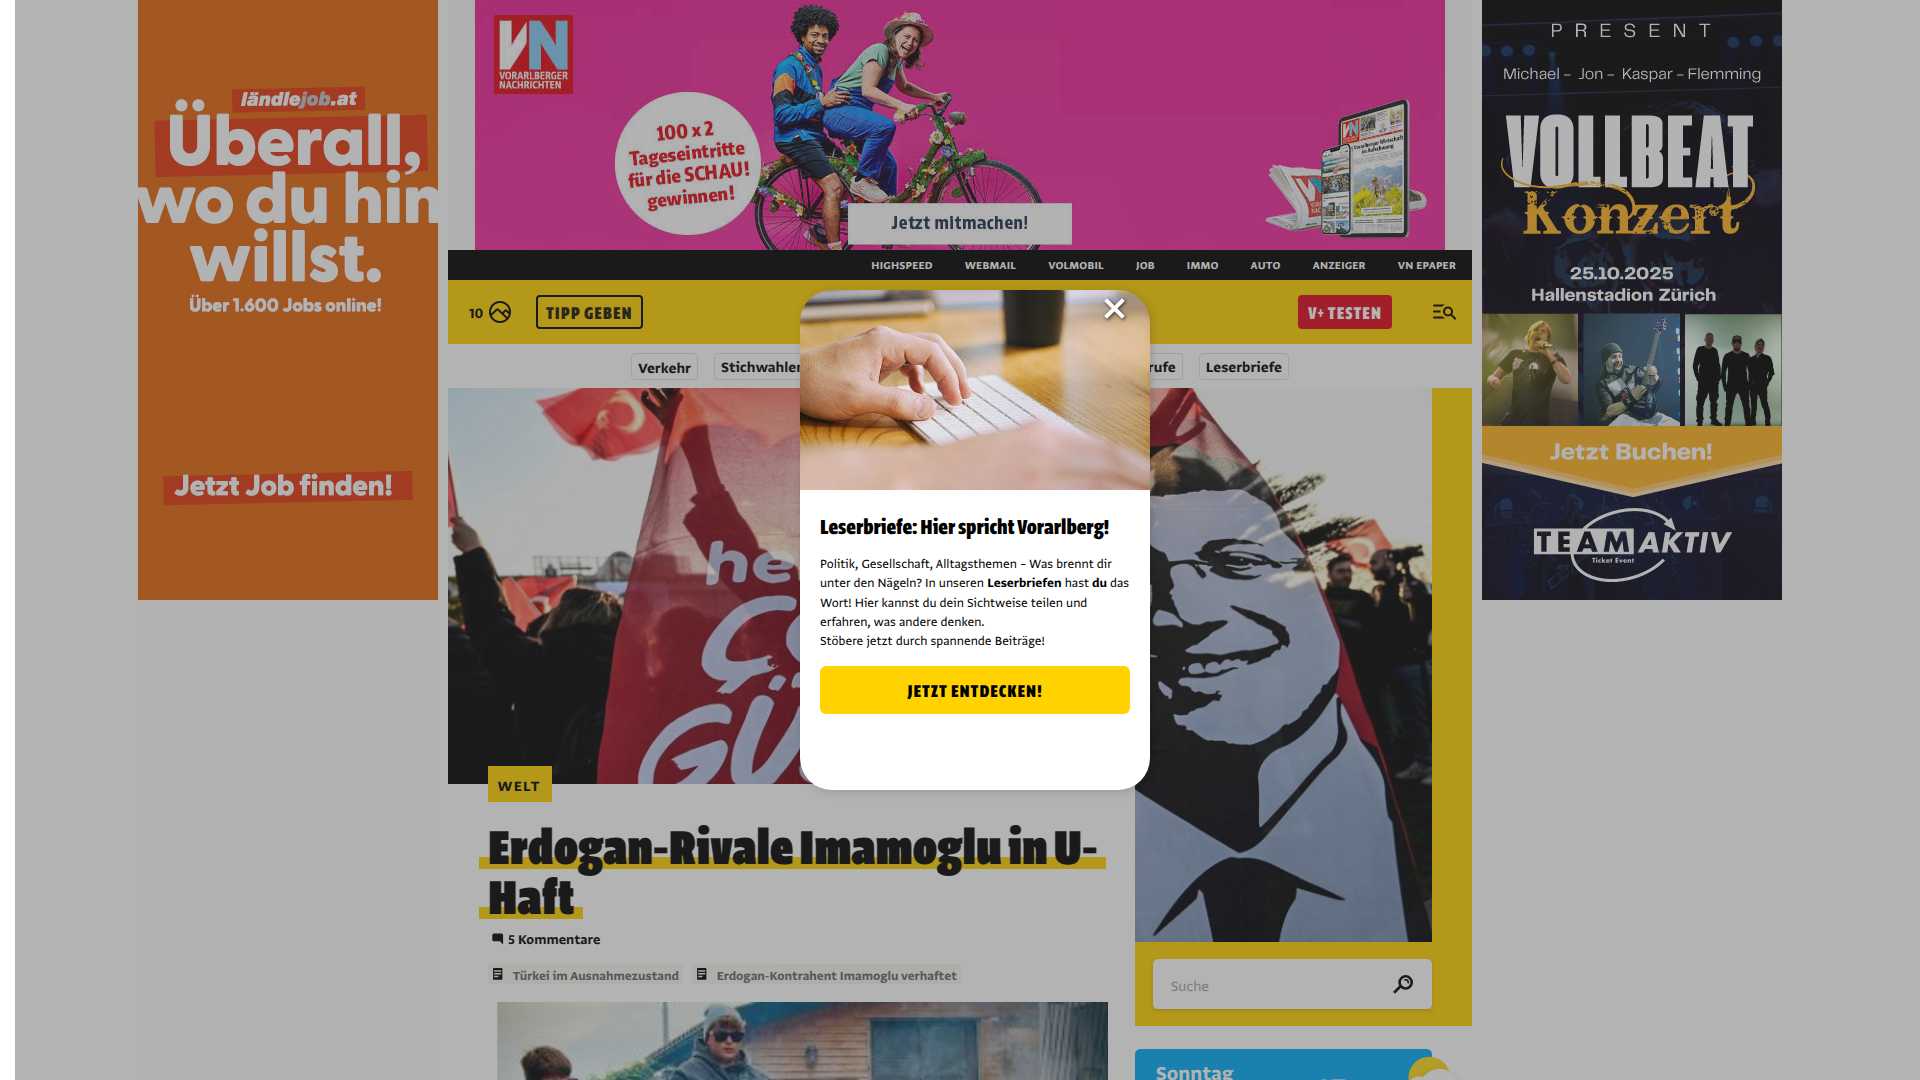 ländlejob.at
Überall,
wo du hin
willst.
Über 1.600 Jobs online!
Jetzt Job finden!
VN
VORARLBERGER
NACHRICHTEN
100 x 2
Tageseintritte
für die SCHAU!
gewinnen!
Jetzt mitmachen!
PRESENT
Michael – Jon – Kaspar – Flemming
VOLLBEAT
Konzert
25.10.2025
Hallenstadion Zürich
Jetzt Buchen!
TEAM AKTIV
Ticket Event
HIGHSPEED
WEBMAIL
VOLMOBIL
JOB
IMMO
AUTO
ANZEIGER
VN EPAPER
10
TIPP GEBEN
V+ TESTEN
Verkehr
Stichwahlen
rufe
Leserbriefe
Leserbriefe: Hier spricht Vorarlberg!
Politik, Gesellschaft, Alltagsthemen – Was brennt dir
unter den Nägeln? In unseren Leserbriefen hast du das
Wort! Hier kannst du dein Sichtweise teilen und
erfahren, was andere denken.
Stöbere jetzt durch spannende Beiträge!
JETZT ENTDECKEN!
WELT
Erdogan-Rivale Imamoglu in U-
Haft
5 Kommentare
Türkei im Ausnahmezustand
Erdogan-Kontrahent Imamoglu verhaftet
Suche
Sonntag